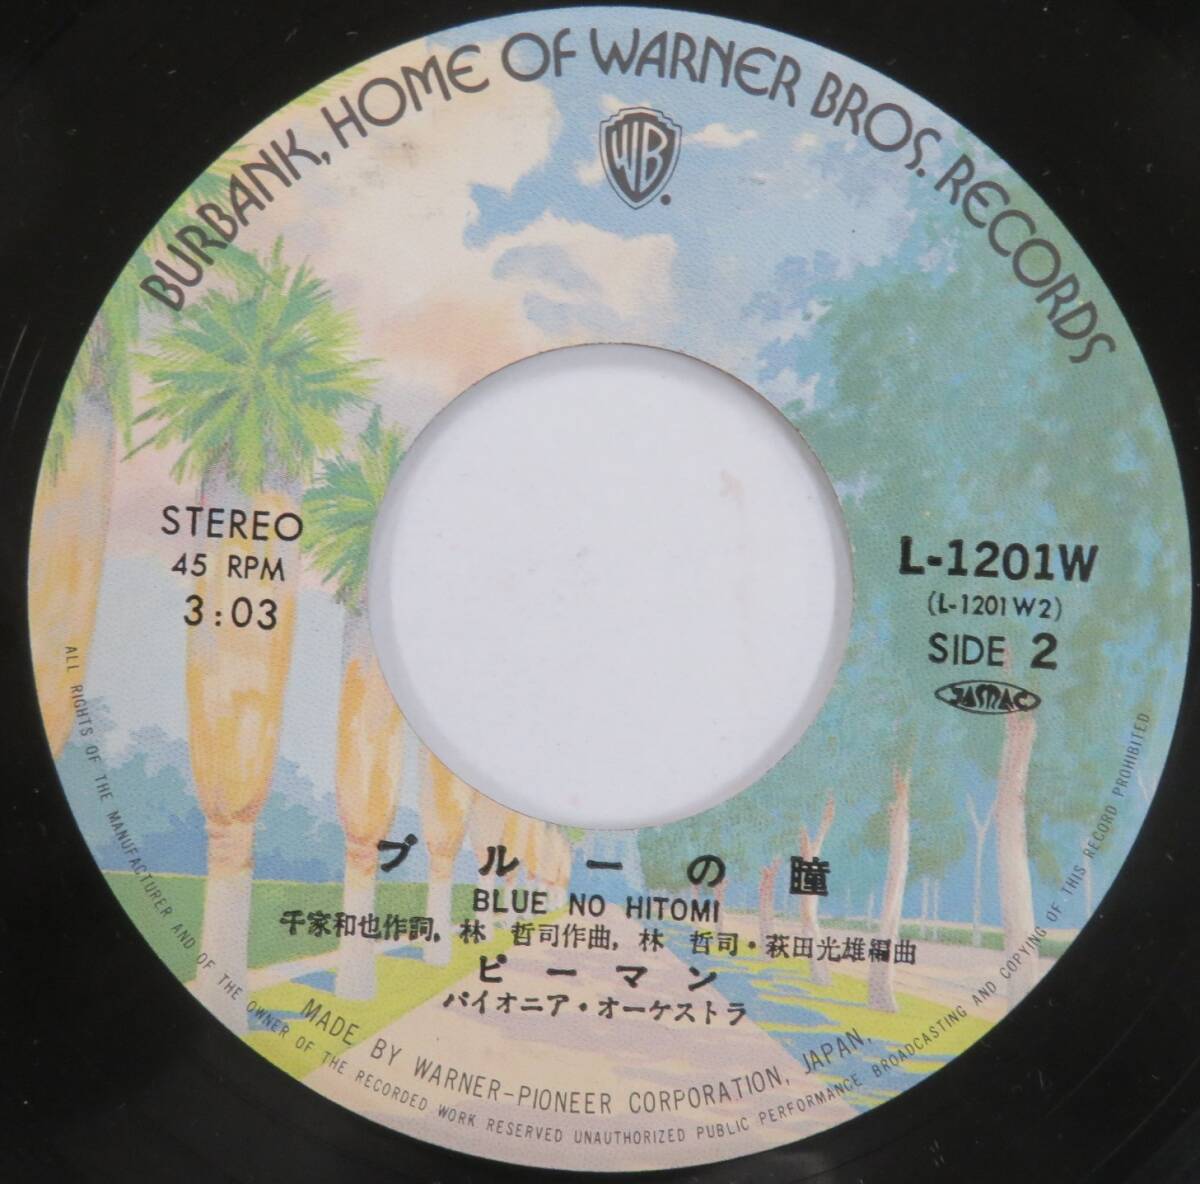 BURBANK, HOME OF WARNER BROS. RECORDS
WB
STEREO
45 RPM
3:03
L-1201W
(L-1201W2)
SIDE 2
JASRAC
ブルーの瞳
BLUE NO HITOMI
千家和也作詞, 林 哲司作曲, 林 哲司・萩田光雄編曲
ピーマン
パイオニア・オーケストラ
MADE BY WARNER-PIONEER CORPORATION, JAPAN,
ALL RIGHTS OF THE MANUFACTURER AND OF THE OWNER OF THE RECORDED WORK RESERVED UNAUTHORIZED PUBLIC PERFORMANCE BROADCASTING AND COPYING OF THIS RECORD PROHIBITED